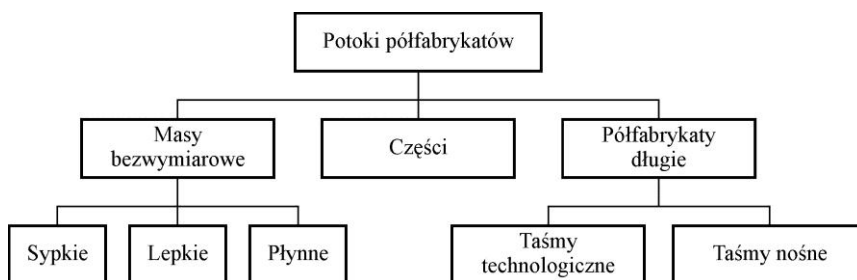 Potoki półfabrykatów
Masy
bezwymiarowe
Części
Półfabrykaty
długie
Sypkie
Lepkie
Płynne
Taśmy
technologiczne
Taśmy nośne